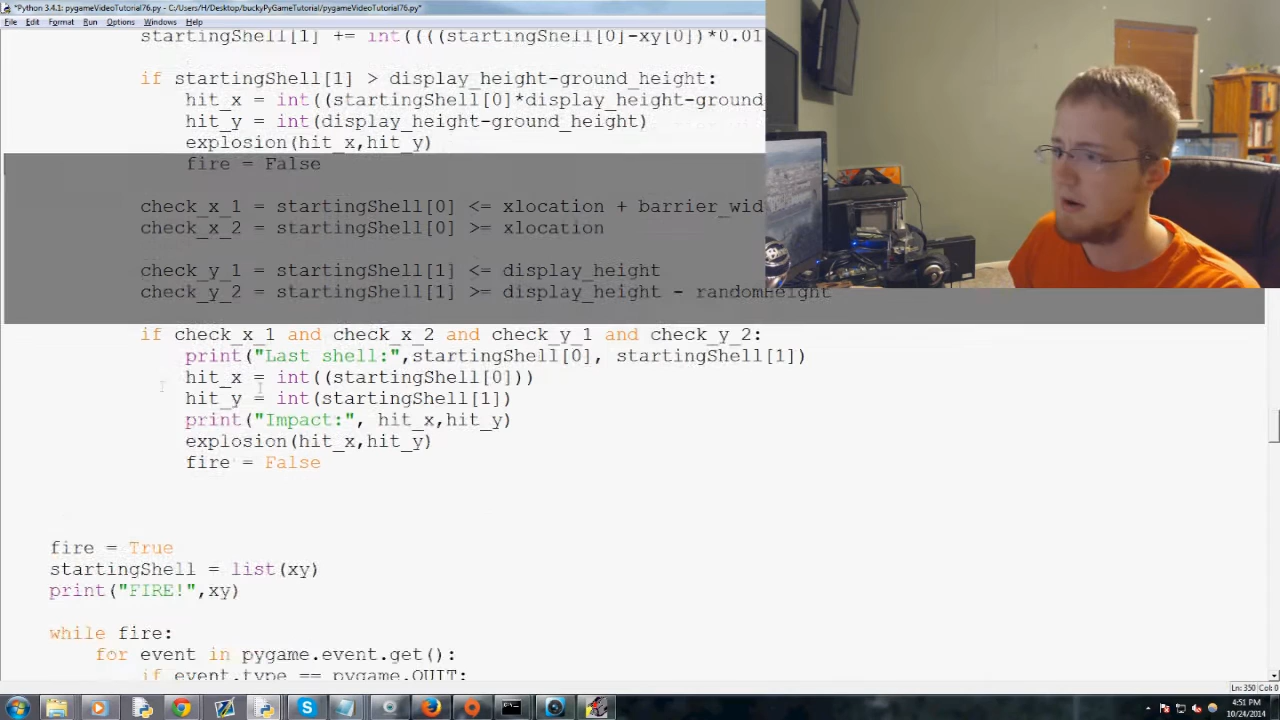 *Python 3.4.1: pygameVideoTutorial76.py - C:/Users/H/Desktop/buckyPyGameTutorial/pygameVideoTutorial76.py*
File Edit Format Run Options Windows Help
startingShell[1] += int((((startingShell[0]-xy[0])*0.01
if startingShell[1] > display_height-ground_height:
hit_x = int((startingShell[0]*display_height-ground_
hit_y = int(display_height-ground_height)
explosion(hit_x,hit_y)
fire = False
check_x_1 = startingShell[0] <= xlocation + barrier_wid
check_x_2 = startingShell[0] >= xlocation
check_y_1 = startingShell[1] <= display_height
check_y_2 = startingShell[1] >= display_height - randomHeight
if check_x_1 and check_x_2 and check_y_1 and check_y_2:
print("Last shell:",startingShell[0], startingShell[1])
hit_x = int((startingShell[0]))
hit_y = int(startingShell[1])
print("Impact:", hit_x,hit_y)
explosion(hit_x,hit_y)
fire = False
fire = True
startingShell = list(xy)
print("FIRE!",xy)
while fire:
for event in pygame.event.get():
if event.type == pygame.QUIT:
Ln: 350 Col: 0
4:51 PM
10/24/2014